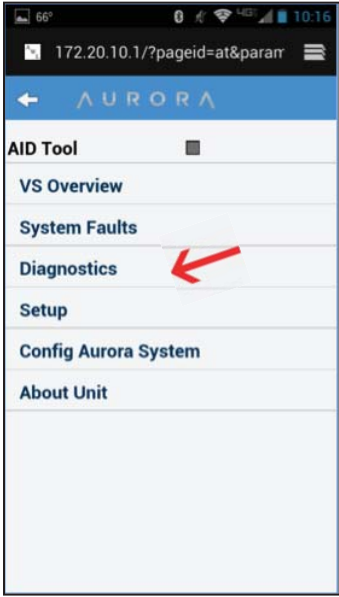 66° 4G 10:16
172.20.10.1/?pageid=at&param
AURORA
AID Tool
VS Overview
System Faults
Diagnostics
Setup
Config Aurora System
About Unit